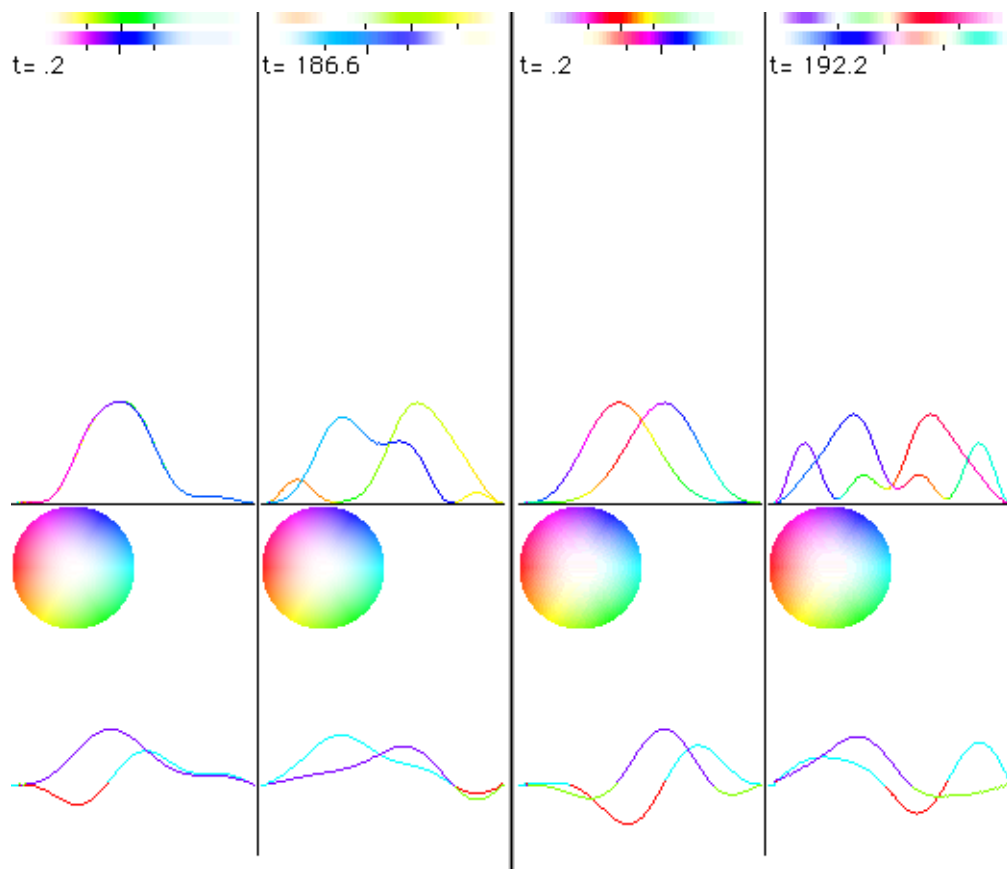 t= .2
t= 186.6
t= .2
t= 192.2